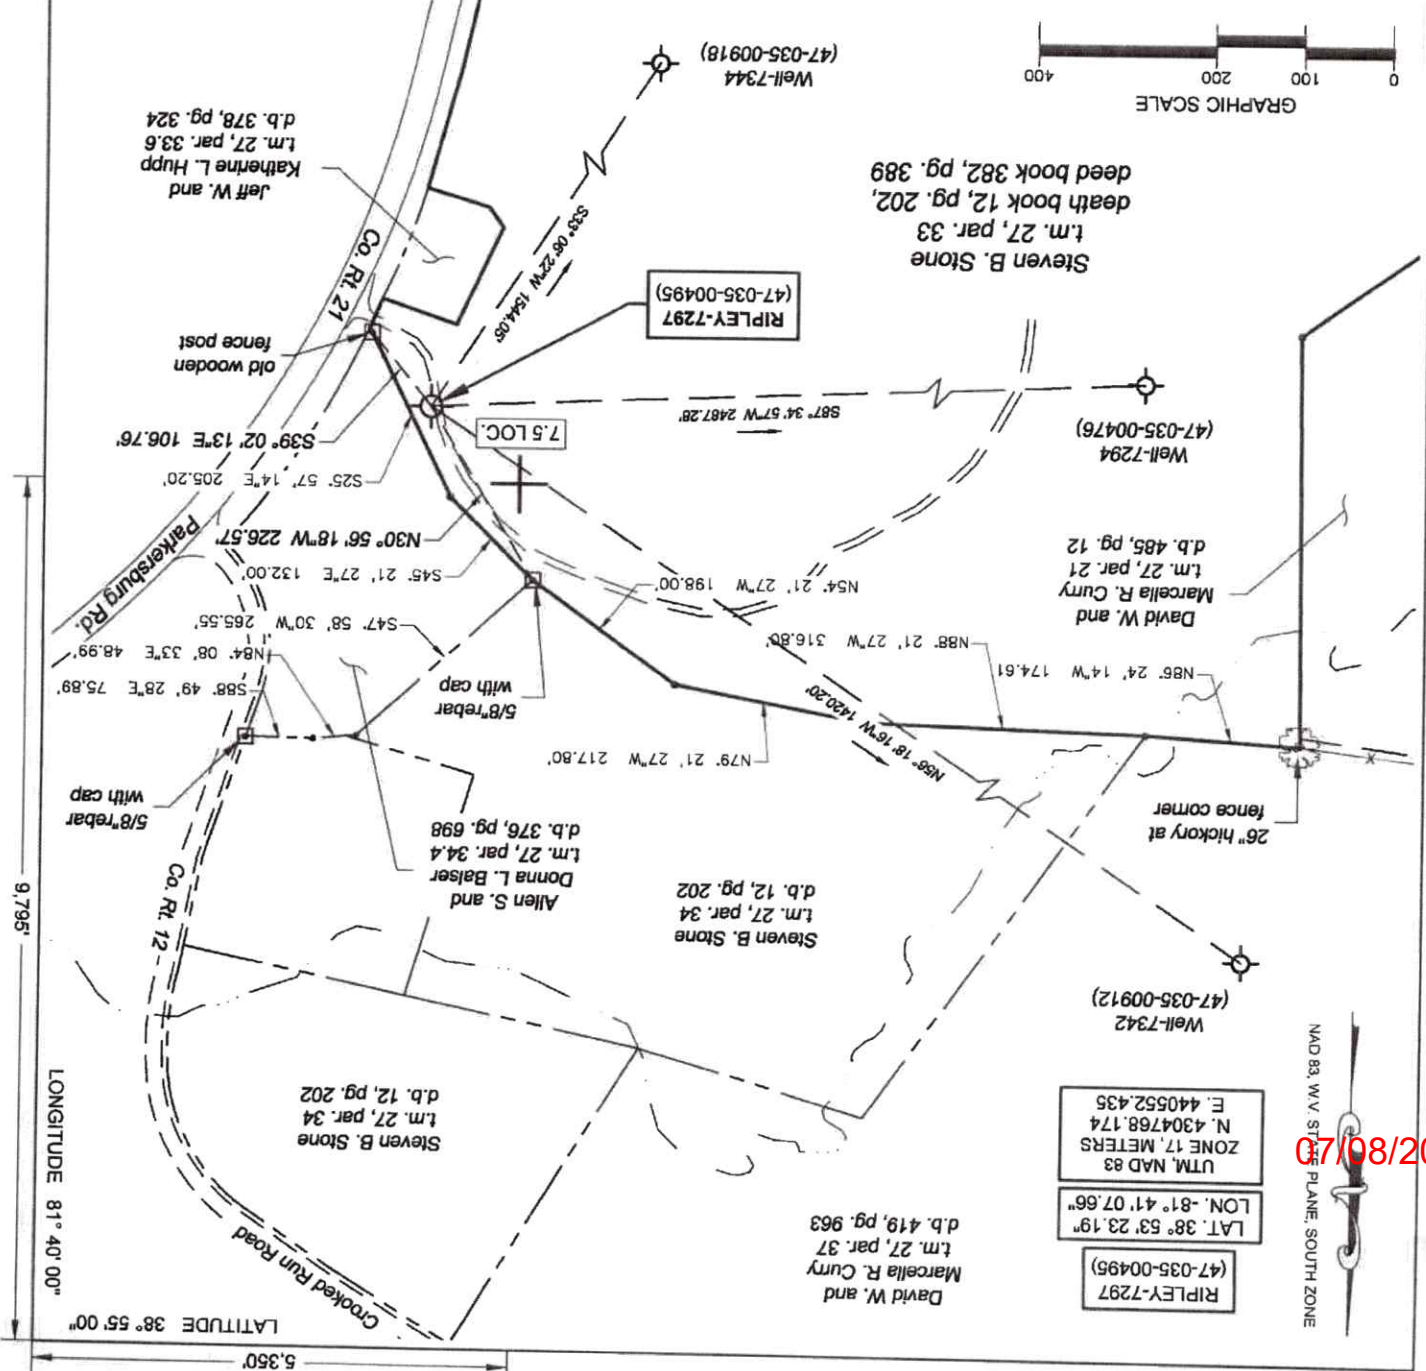 5,350'
LATITUDE 38° 55' 00"
LONGITUDE 81° 40' 00"
9,795'
RIPLEY-7297
(47-035-00495)
LAT. 38° 53' 23.19"
LON. -81° 41' 07.66"
UTM, NAD 83
ZONE 17, METERS
N. 4304768.174
E. 440552.435
NAD 83, W.V. STATE PLANE, SOUTH ZONE
07/08/20
David W. and
Marcella R. Curry
t.m. 27, par. 37
d.b. 419, pg. 963
Crooked Run Road
Steven B. Stone
t.m. 27, par. 34
d.b. 12, pg. 202
Well-7342
(47-035-00912)
Steven B. Stone
t.m. 27, par. 34
d.b. 12, pg. 202
Allen S. and
Donna L. Balser
t.m. 27, par. 34.4
d.b. 376, pg. 698
Co. Rt. 12
26" hickory at
fence corner
5/8"rebar
with cap
N56° 18' 16"W 1420.20'
N79° 21' 27"W 217.80'
5/8"rebar
with cap
S88° 49' 28"E 75.89'
N84° 08' 33"E 48.99'
S47° 58' 30"W 265.55'
N86° 24' 14"W 174.61
N88° 21' 27"W 316.80'
N54° 21' 27"W 198.00'
S45° 21' 27"E 132.00'
N30° 56' 18"W 226.57'
S25° 57' 14"E 205.20'
S39° 02' 13"E 106.76'
Parkersburg Rd.
David W. and
Marcella R. Curry
t.m. 27, par. 21
d.b. 485, pg. 12
Well-7294
(47-035-00476)
7.5 LOC.
S87° 34' 57"W 2487.28'
old wooden
fence post
Co. Rt. 21
RIPLEY-7297
(47-035-00495)
S33° 06' 22"W 1544.05'
Steven B. Stone
t.m. 27, par. 33
death book 12, pg. 202,
deed book 382, pg. 389
Jeff W. and
Katherine L. Hupp
t.m. 27, par. 33.6
d.b. 378, pg. 324
Well-7344
(47-035-00918)
GRAPHIC SCALE
0 100 200 400